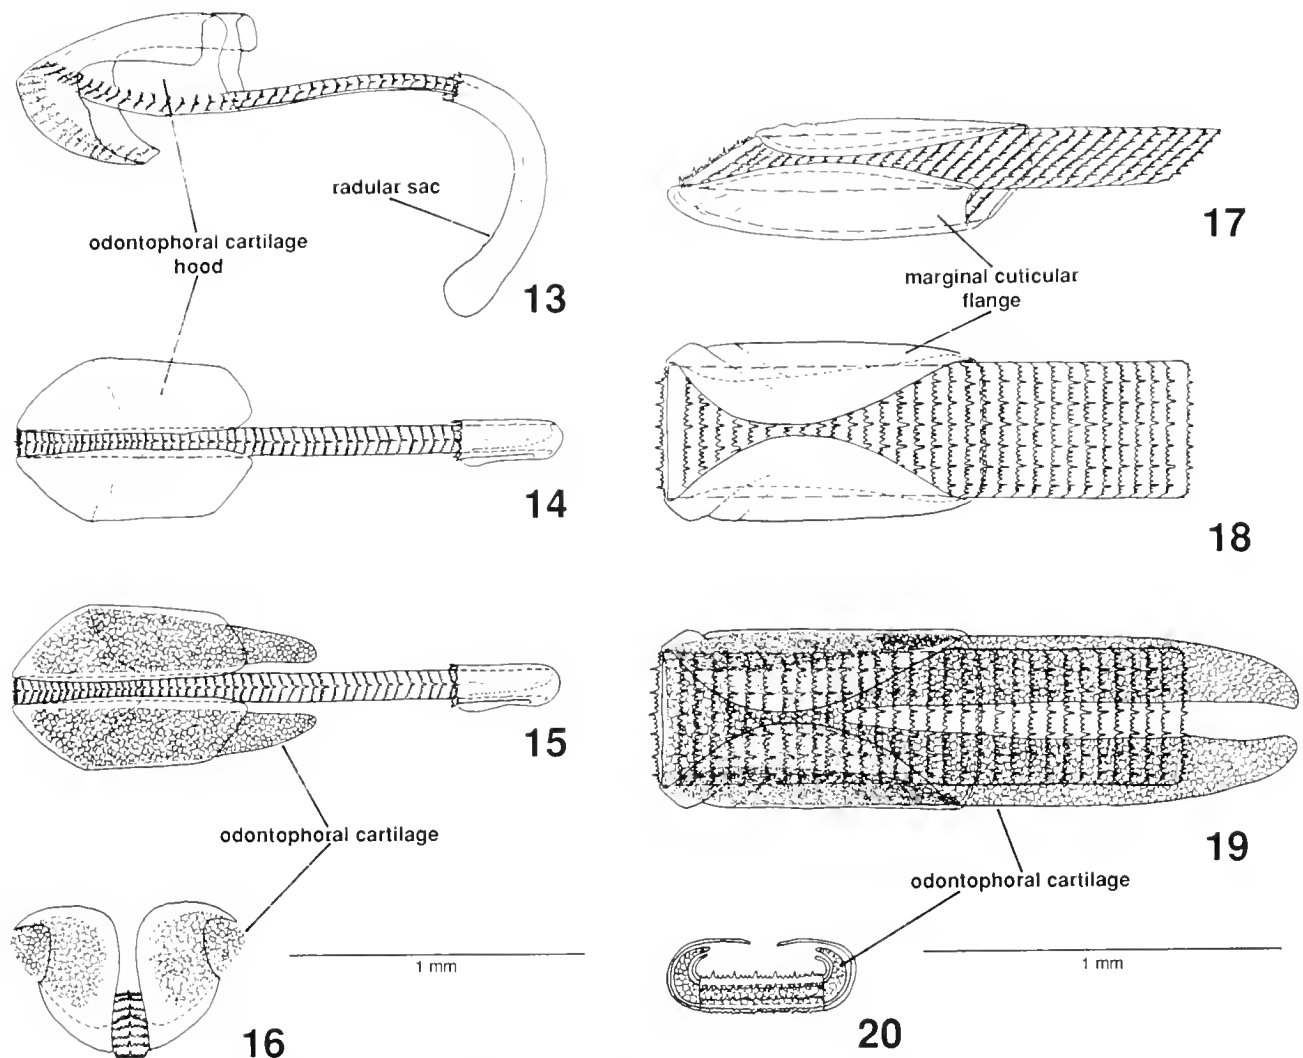 radular sac
odontophoral cartilage
hood
13
14
15
odontophoral cartilage
16
1 mm
17
marginal cuticular
flange
18
19
odontophoral cartilage
20
1 mm